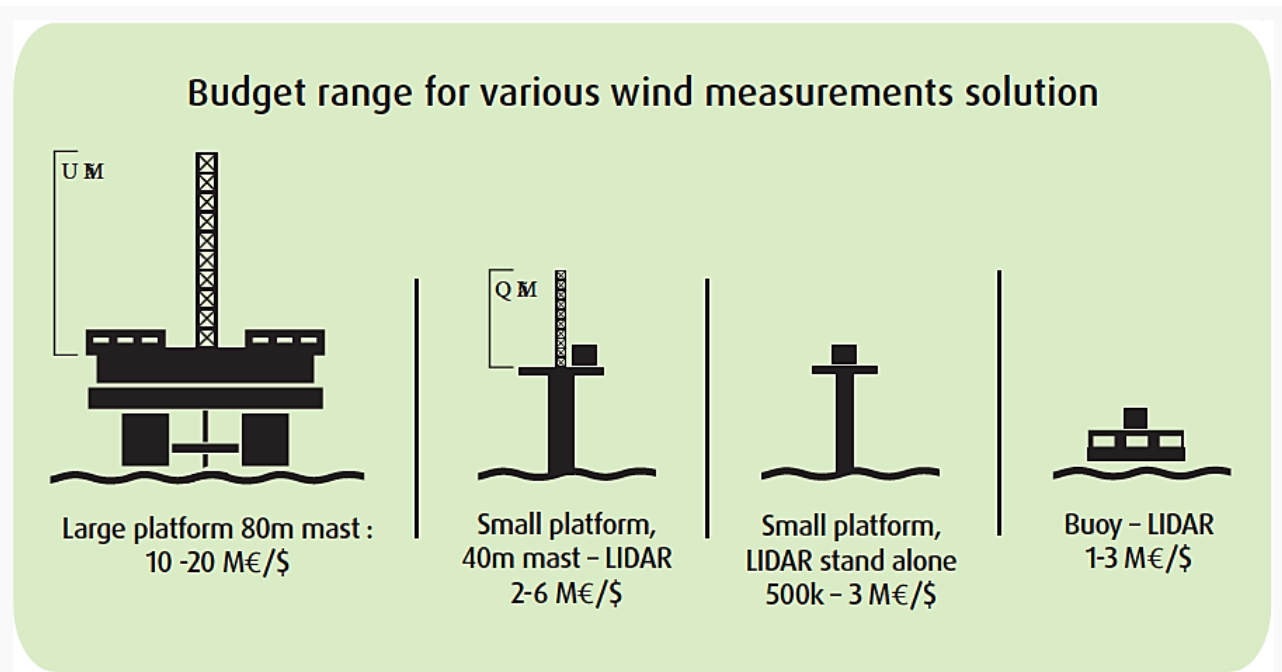 Budget range for various wind measurements solution
Large platform 80m mast :
10 -20 M€/$
Small platform,
40m mast – LIDAR
2-6 M€/$
Small platform,
LIDAR stand alone
500k – 3 M€/$
Buoy – LIDAR
1-3 M€/$